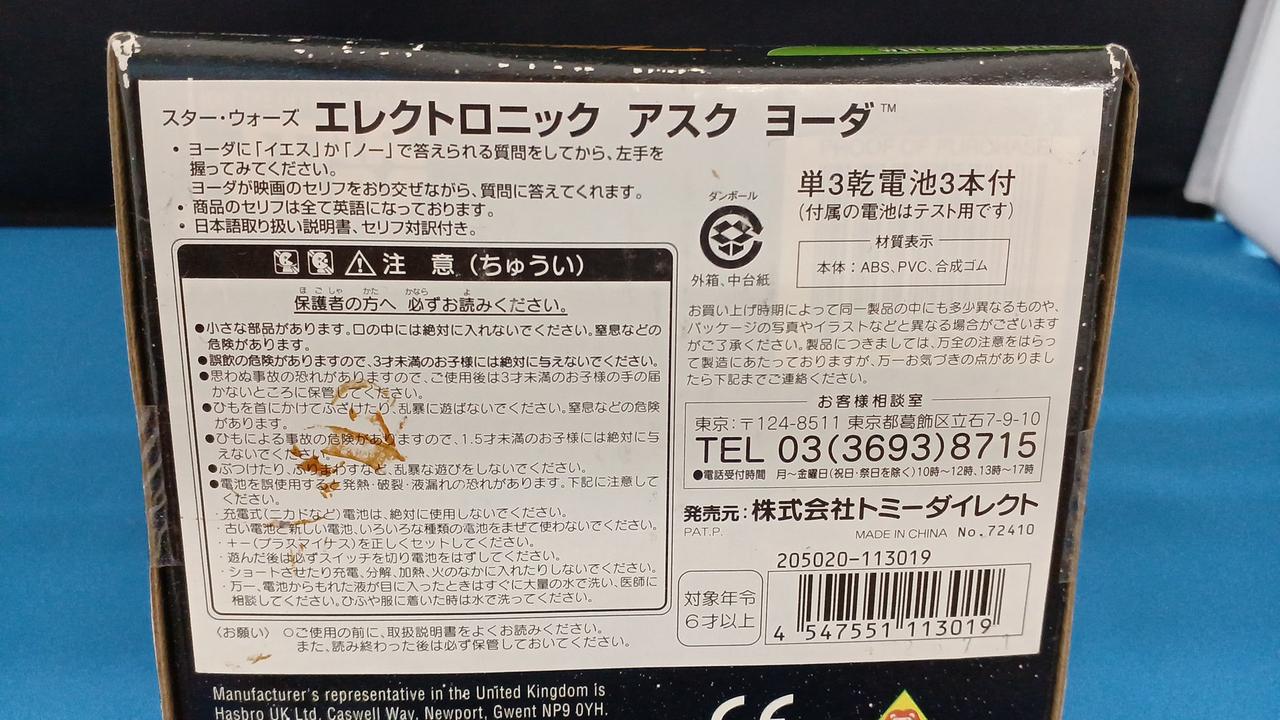 スター・ウォーズ エレクトロニック アスク ヨーダ™
・ヨーダに「イエス」か「ノー」で答えられる質問をしてから、左手を
握ってみてください。
ヨーダが映画のセリフをおり交ぜながら、質問に答えてくれます。
・商品のセリフは全て英語になっております。
・日本語取り扱い説明書、セリフ対訳付き。
注 意（ちゅうい）
保護者の方へ 必ずお読みください。
●小さな部品があります。口の中には絶対に入れないでください。窒息などの
危険があります。
●誤飲の危険がありますので、3才未満のお子様には絶対に与えないでください。
●思わぬ事故の恐れがありますので、ご使用後は3才未満のお子様の手の届
かないところに保管してください。
●ひもを首にかけてふざけたり、乱暴に遊ばないでください。窒息などの危険
があります。
●ひもによる事故の危険がありますので、1.5才未満のお子様には絶対に与
えないでください。
●ぶつけたり、ふりまわすなど、乱暴な遊びをしないでください。
●電池を誤使用すると発熱・破裂・液漏れの恐れがあります。下記に注意して
ください。
・充電式（ニカドなど）電池は、絶対に使用しないでください。
・古い電池と新しい電池、いろいろな種類の電池をまぜて使わないでください。
・＋−（プラスマイナス）を正しくセットしてください。
・遊んだ後は必ずスイッチを切り電池をはずしてください。
・ショートさせたり充電、分解、加熱、火のなかに入れたりしないでください。
・万一、電池からもれた液が目に入ったときはすぐに大量の水で洗い、医師に
相談してください。ひふや服に着いた時は水で洗ってください。
〈お願い〉 ○ご使用の前に、取扱説明書をよくお読みください。
また、読み終わった後は必ず保管しておいてください。
ダンボール
外箱、中台紙
単3乾電池3本付
（付属の電池はテスト用です）
材質表示
本体：ABS、PVC、合成ゴム
お買い上げ時期によって同一製品の中にも多少異なるものや、
パッケージの写真やイラストなどと異なる場合がございます
がご了承ください。製品につきましては、万全の注意をはらっ
て製造にあたっておりますが、万一お気づきの点がありまし
たら下記までご連絡ください。
お客様相談室
東京：〒124-8511 東京都葛飾区立石7-9-10
TEL 03(3693)8715
●電話受付時間 月〜金曜日（祝日・祭日を除く）10時〜12時、13時〜17時
発売元：株式会社トミーダイレクト
PAT.P. MADE IN CHINA No.72410
205020-113019
対象年令
6才以上
4 547551 113019
Manufacturer's representative in the United Kingdom is
Hasbro UK Ltd. Caswell Way, Newport, Gwent NP9 0YH.
CE